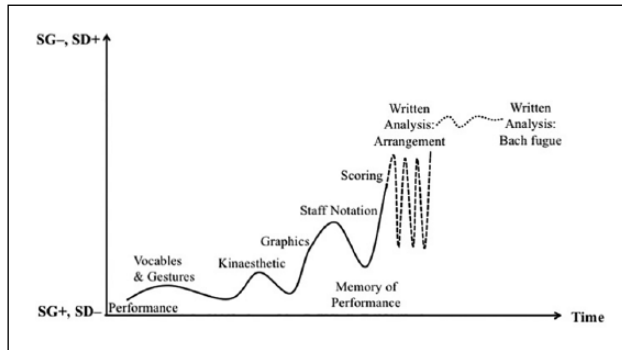 SG–, SD+
Written
Analysis:
Arrangement
Written
Analysis:
Bach fugue
Scoring
Staff Notation
Graphics
Vocables
& Gestures
Kinaesthetic
Memory of
Performance
Performance
SG+, SD–
Time